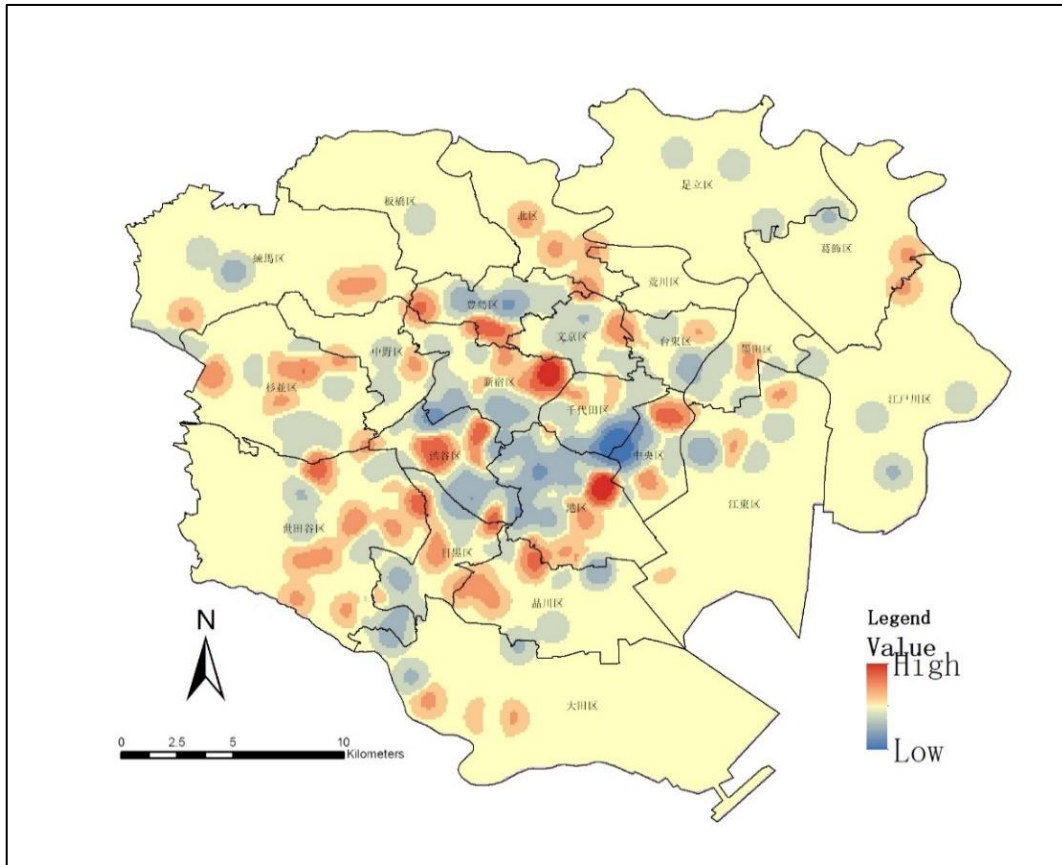 足立区
板橋区
北区
葛飾区
練馬区
荒川区
豊島区
文京区
台東区
中野区
墨田区
新宿区
杉並区
千代田区
江戸川区
渋谷区
中央区
江東区
港区
世田谷区
目黒区
品川区
大田区
N
0 2.5 5 10
Kilometers
Legend
Value
High
Low